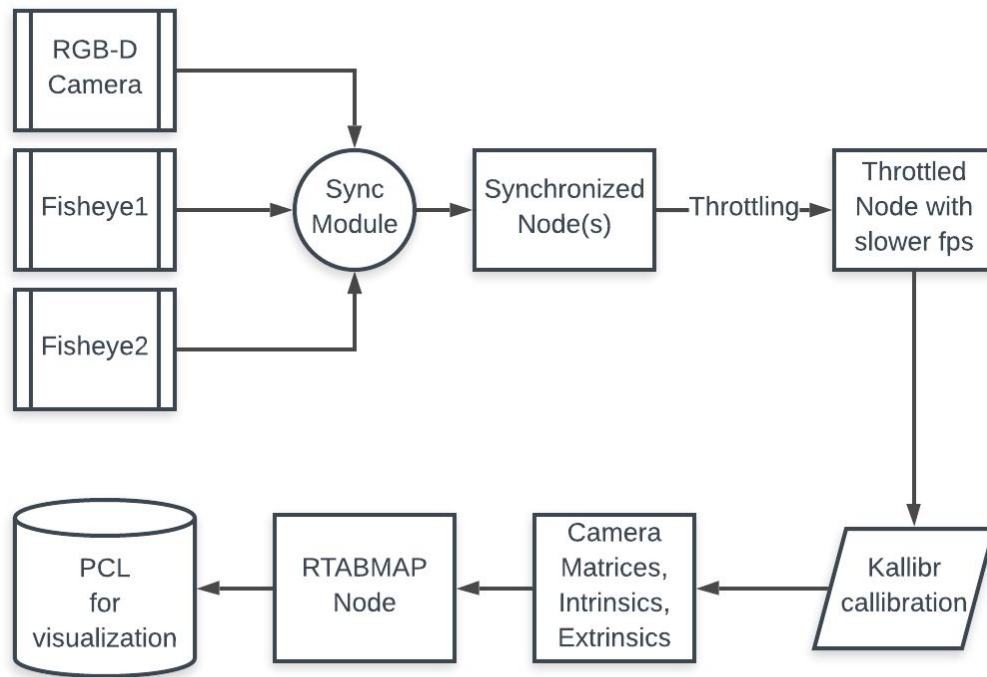 RGB-D
Camera
Fisheye1
Fisheye2
Sync
Module
Synchronized
Node(s)
Throttling
Throttled
Node with
slower fps
Kallibr
callibration
Camera
Matrices,
Intrinsics,
Extrinsics
RTABMAP
Node
PCL
for
visualization